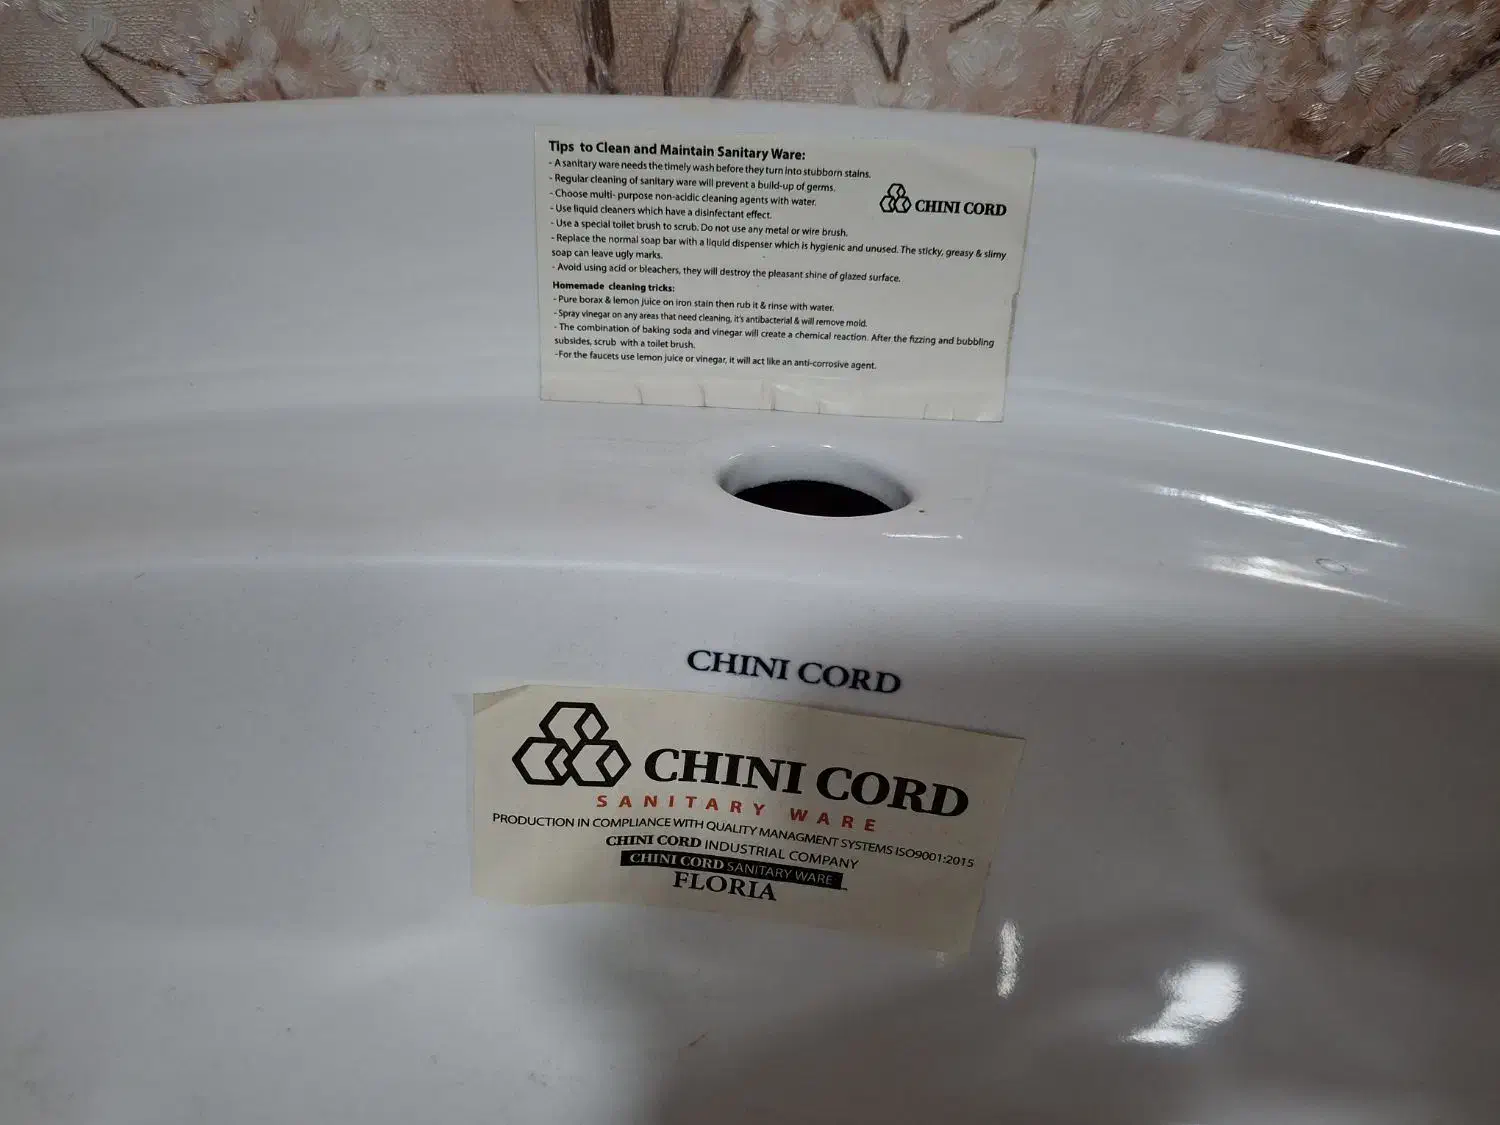 Tips to Clean and Maintain Sanitary Ware:
- A sanitary ware needs the timely wash before they turn into stubborn stains.
- Regular cleaning of sanitary ware will prevent a build-up of germs.
- Choose multi- purpose non-acidic cleaning agents with water.
- Use liquid cleaners which have a disinfectant effect.
- Use a special toilet brush to scrub. Do not use any metal or wire brush.
- Replace the normal soap bar with a liquid dispenser which is hygienic and unused. The sticky, greasy & slimy
soap can leave ugly marks.
- Avoid using acid or bleachers, they will destroy the pleasant shine of glazed surface.
Homemade cleaning tricks:
- Pure borax & lemon juice on iron stain then rub it & rinse with water.
- Spray vinegar on any areas that need cleaning, it's antibacterial & will remove mold.
- The combination of baking soda and vinegar will create a chemical reaction. After the fizzing and bubbling
subsides, scrub with a toilet brush.
-For the faucets use lemon juice or vinegar, it will act like an anti-corrosive agent.
CHINI CORD
CHINI CORD
CHINI CORD
SANITARY WARE
PRODUCTION IN COMPLIANCE WITH QUALITY MANAGMENT SYSTEMS ISO9001:2015
CHINI CORD INDUSTRIAL COMPANY
CHINI CORD SANITARY WARE
FLORIA